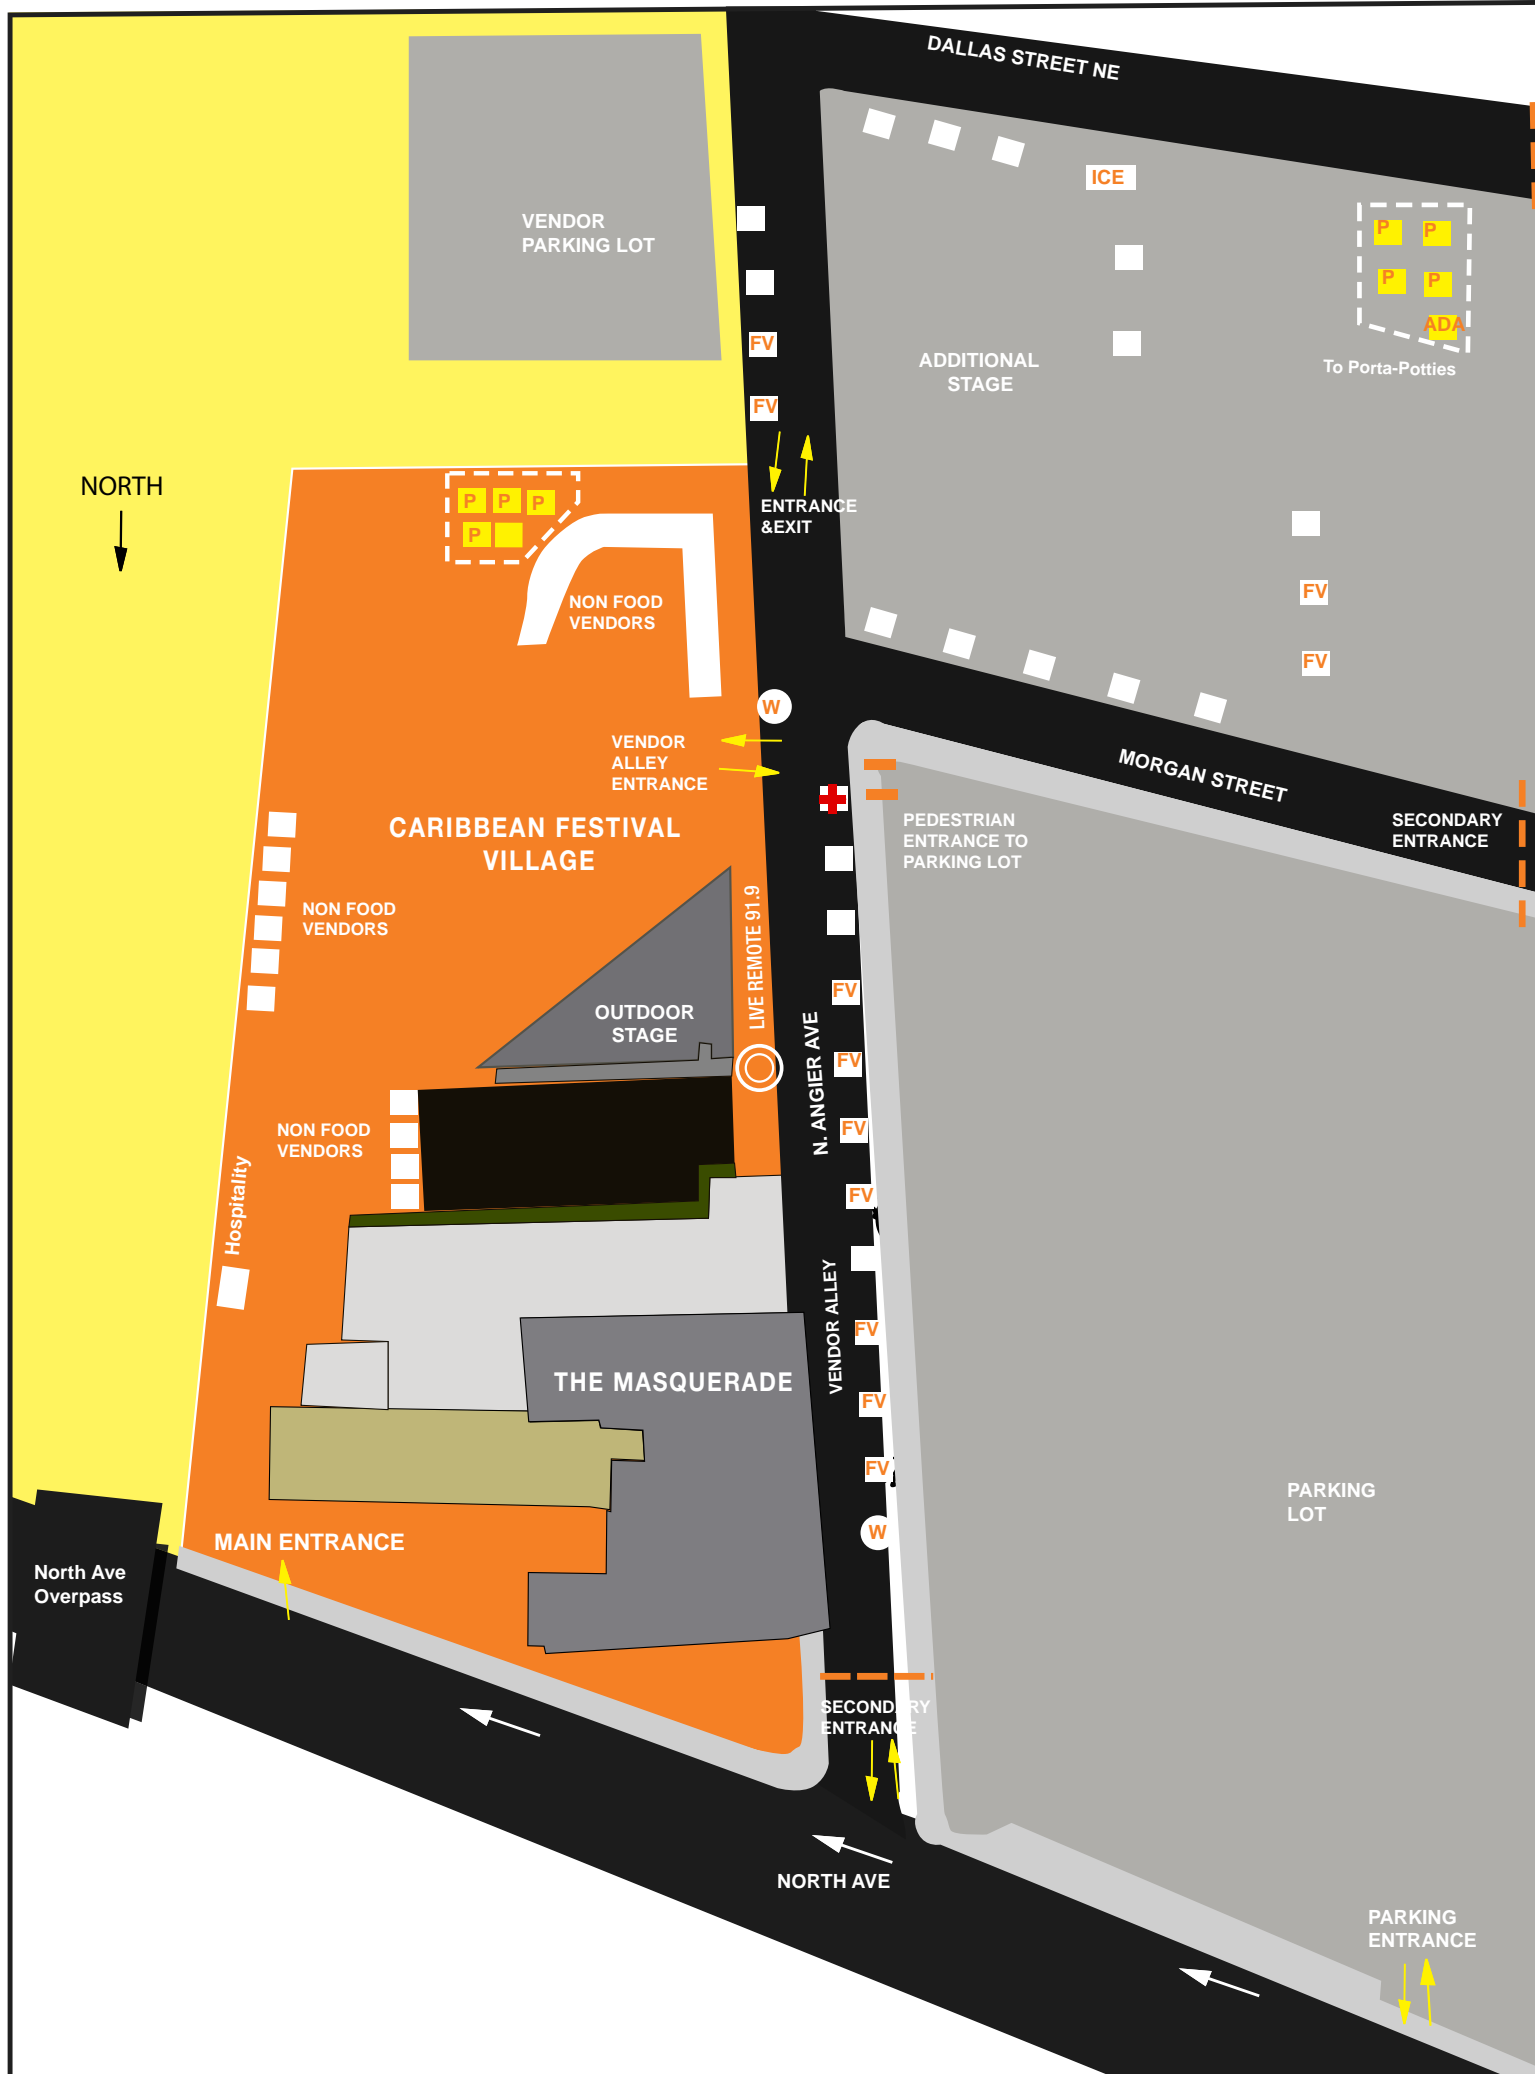 DALLAS STREET NE
ICE
VENDOR
PARKING LOT
P P
P P
ADA
To Porta-Potties
FV
ADDITIONAL
STAGE
FV
NORTH
P P P
P
ENTRANCE
&EXIT
NON FOOD
VENDORS
FV
FV
W
VENDOR
ALLEY
ENTRANCE
MORGAN STREET
CARIBBEAN FESTIVAL
VILLAGE
PEDESTRIAN
ENTRANCE TO
PARKING LOT
SECONDARY
ENTRANCE
NON FOOD
VENDORS
LIVE REMOTE 91.9
OUTDOOR
STAGE
FV
N. ANGIER AVE
FV
NON FOOD
VENDORS
FV
Hospitality
FV
VENDOR ALLEY
FV
THE MASQUERADE
FV
FV
PARKING
LOT
W
MAIN ENTRANCE
North Ave
Overpass
SECONDARY
ENTRANCE
NORTH AVE
PARKING
ENTRANCE